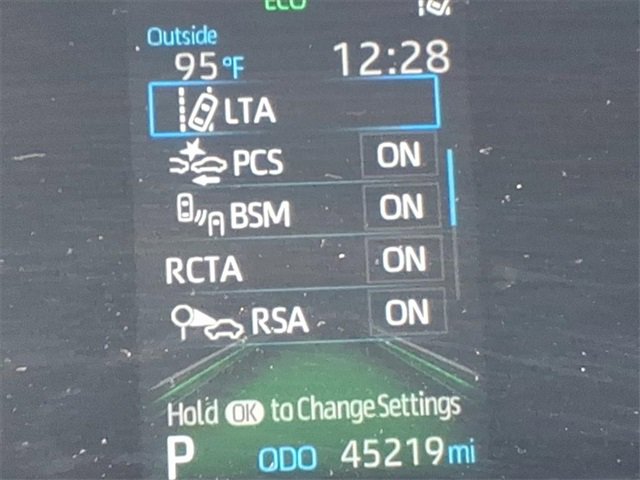 ECO
Outside
95°F 12:28
LTA
PCS ON
BSM ON
RCTA ON
RSA ON
Hold OK to Change Settings
P ODO 45219 mi